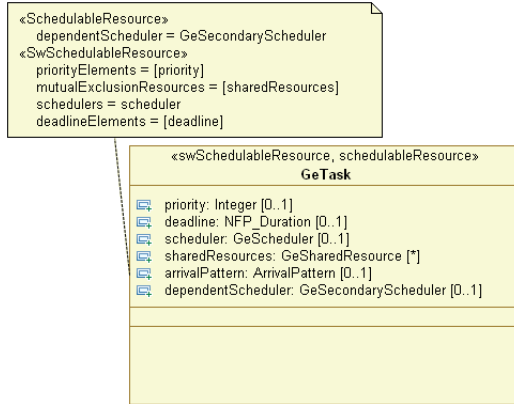 «SchedulableResource»
dependentScheduler = GeSecondaryScheduler
«SwSchedulableResource»
priorityElements = [priority]
mutualExclusionResources = [sharedResources]
schedulers = scheduler
deadlineElements = [deadline]
«swSchedulableResource, schedulableResource»
GeTask
priority: Integer [0..1]
deadline: NFP_Duration [0..1]
scheduler: GeScheduler [0..1]
sharedResources: GeSharedResource [*]
arrivalPattern: ArrivalPattern [0..1]
dependentScheduler: GeSecondaryScheduler [0..1]